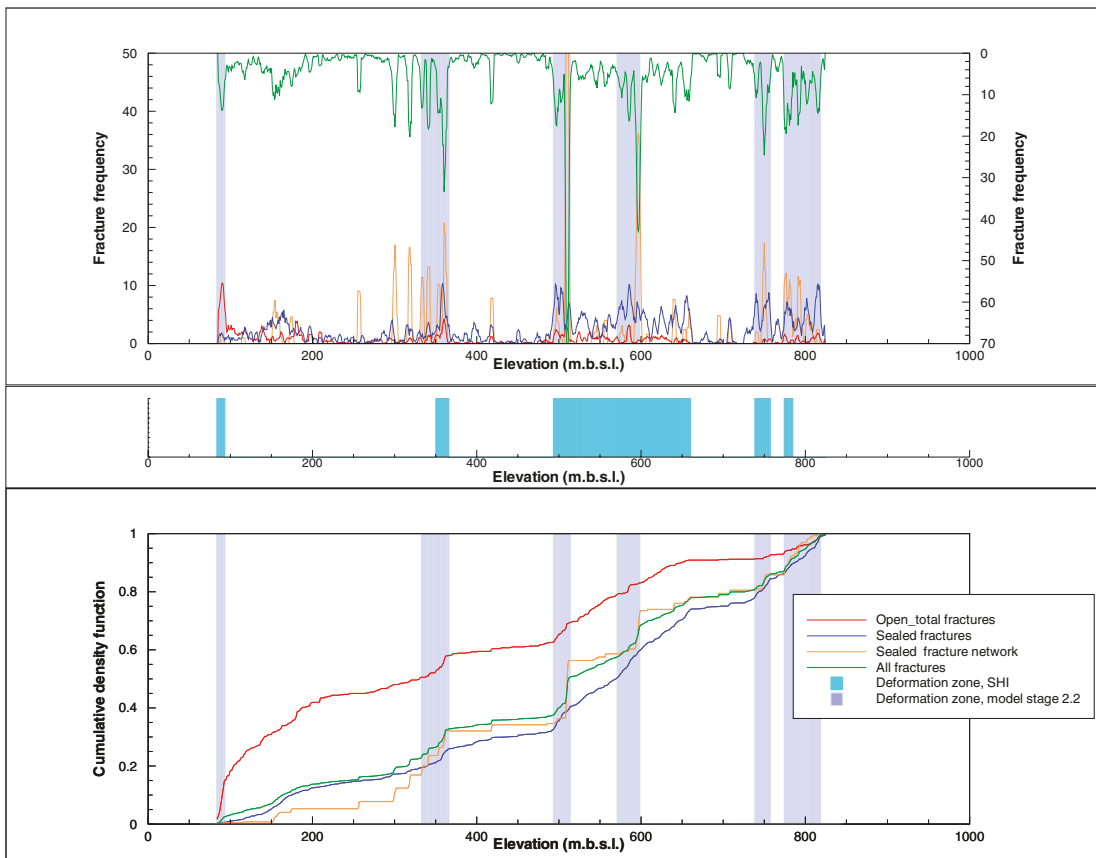 50
40
30
20
10
0
Fracture frequency
0
10
20
30
40
50
60
70
Fracture frequency
0 200 400 600 800 1000
Elevation (m.b.s.l.)
0 200 400 600 800 1000
Elevation (m.b.s.l.)
1
0.8
0.6
0.4
0.2
0
Cumulative density function
Open_total fractures
Sealed fractures
Sealed fracture network
All fractures
Deformation zone, SHI
Deformation zone, model stage 2.2
0 200 400 600 800 1000
Elevation (m.b.s.l.)